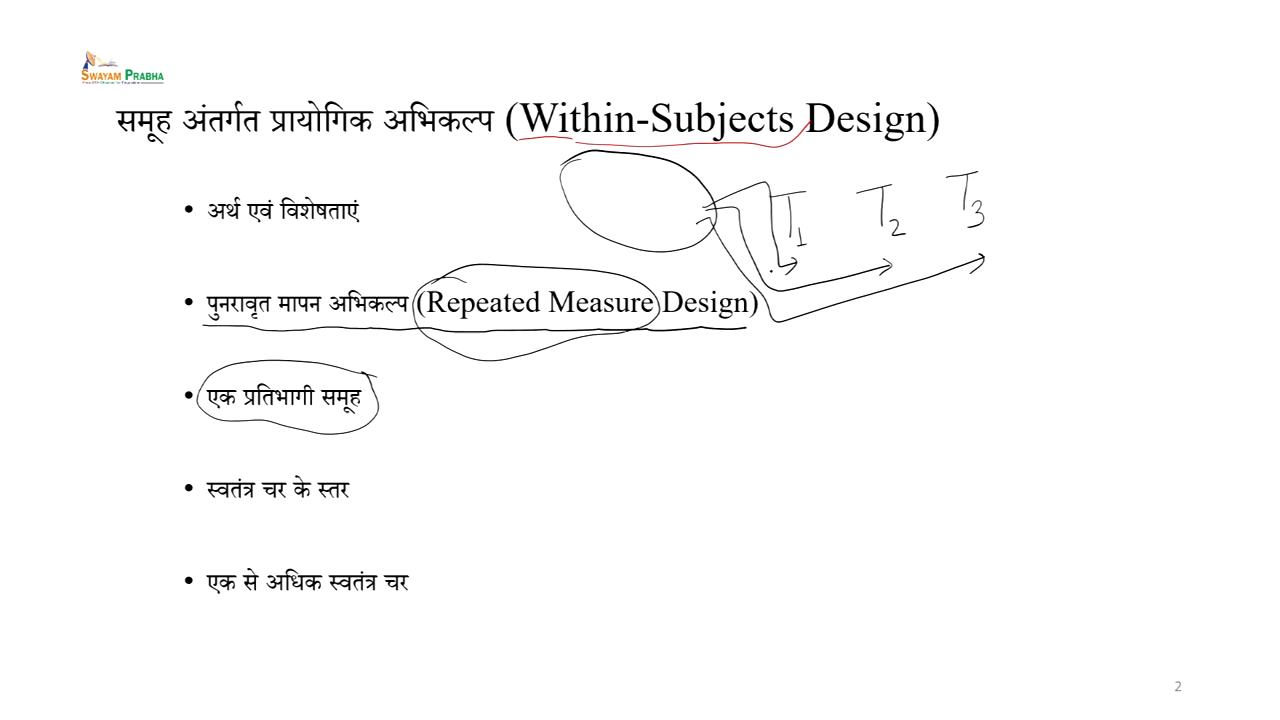 SWAYAM PRABHA
समूह अंतर्गत प्रायोगिक अभिकल्प (Within-Subjects Design)
• अर्थ एवं विशेषताएं
T1 T2 T3
• पुनरावृत मापन अभिकल्प (Repeated Measure Design)
• एक प्रतिभागी समूह
• स्वतंत्र चर के स्तर
• एक से अधिक स्वतंत्र चर
2